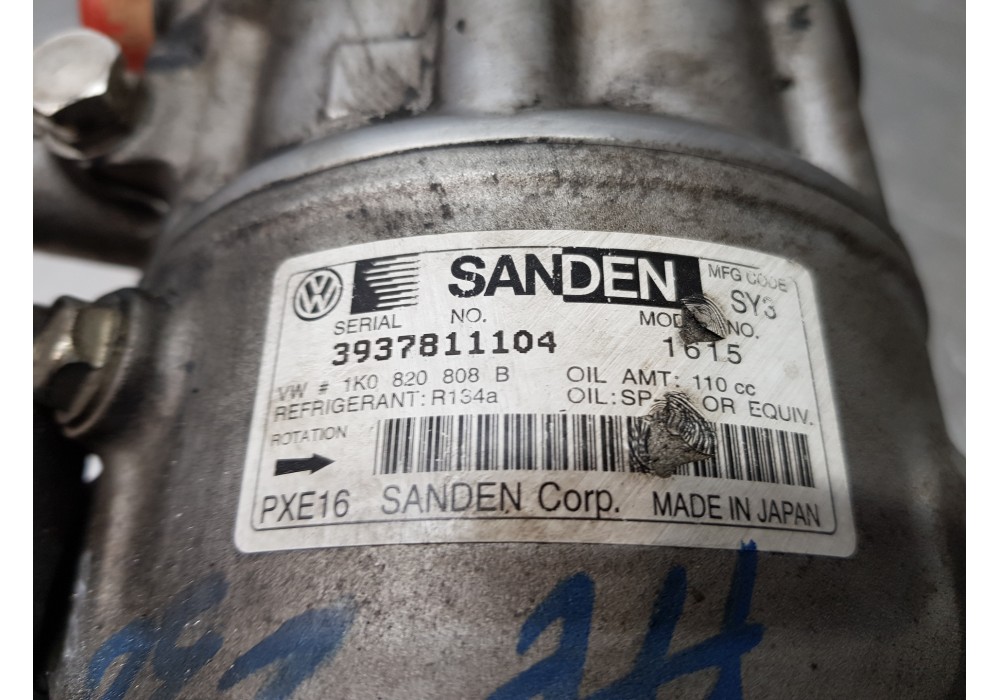 SANDEN MFG CODE
SY3
SERIAL NO. NO.
3937811104 1615
VW # 1K0 820 808 B OIL AMT: 110 cc
REFRIGERANT: R134a OIL: OR EQUIV.
ROTATION
PXE16 SANDEN Corp. MADE IN JAPAN